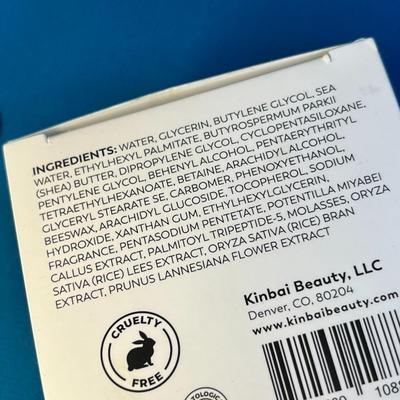 INGREDIENTS: WATER, GLYCERIN, BUTYLENE GLYCOL, SEA
WATER, ETHYLHEXYL PALMITATE, BUTYROSPERMUM PARKII
(SHEA) BUTTER, DIPROPYLENE GLYCOL, CYCLOPENTASILOXANE,
PENTYLENE GLYCOL, BEHENYL ALCOHOL, PENTAERYTHRITYL
TETRAETHYLHEXANOATE, BETAINE, ARACHIDYL ALCOHOL,
GLYCERYL STEARATE SE, CARBOMER, PHENOXYETHANOL,
BEESWAX, ARACHIDYL GLUCOSIDE, TOCOPHEROL, SODIUM
HYDROXIDE, XANTHAN GUM, ETHYLHEXYLGLYCERIN,
FRAGRANCE, PENTASODIUM PENTETATE, POTENTILLA MIYABEI
CALLUS EXTRACT, PALMITOYL TRIPEPTIDE-5, MOLASSES, ORYZA
SATIVA (RICE) LEES EXTRACT, ORYZA SATIVA (RICE) BRAN
EXTRACT, PRUNUS LANNESIANA FLOWER EXTRACT
Kinbai Beauty, LLC
Denver, CO, 80204
www.kinbaibeauty.com
CRUELTY
FREE